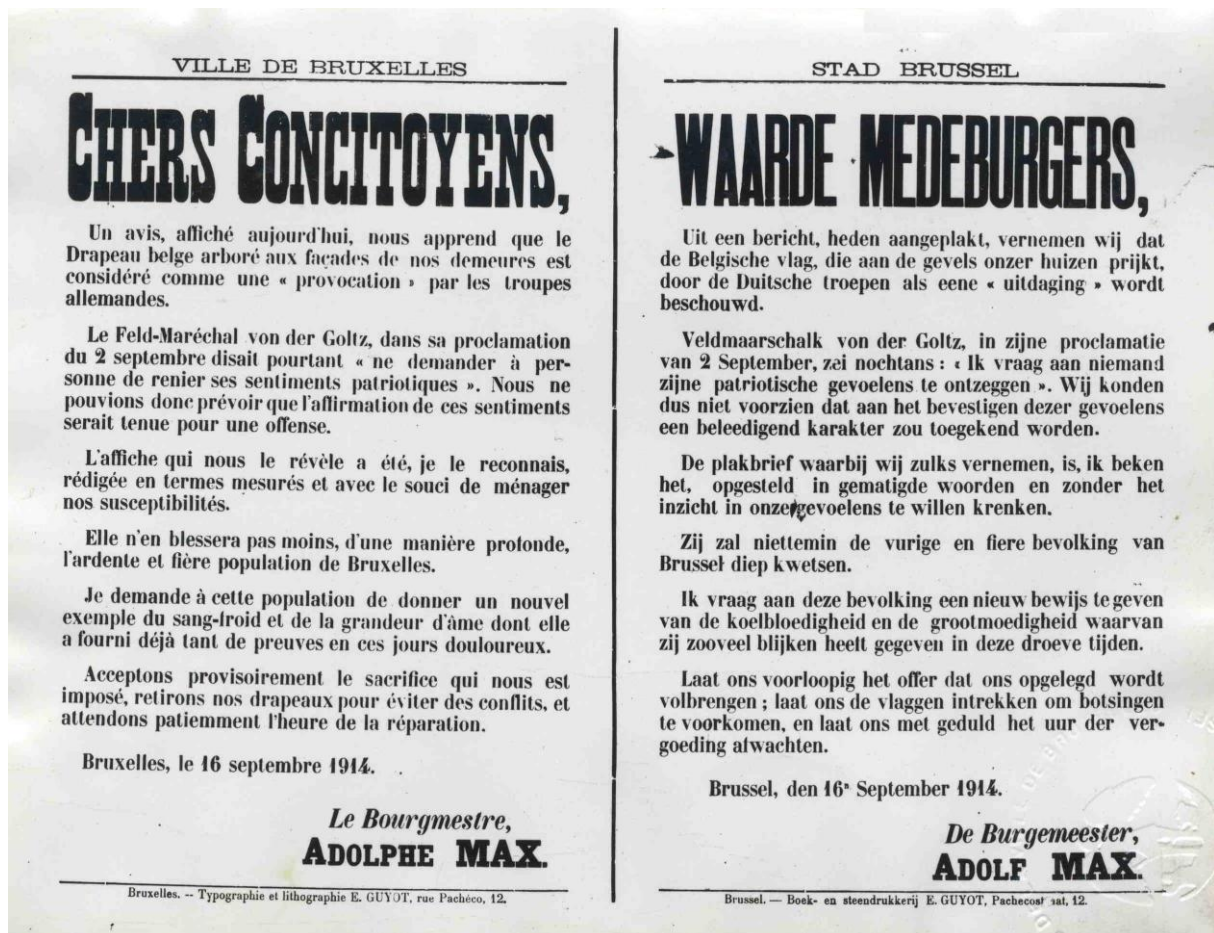 VILLE DE BRUXELLES
CHERS CONCITOYENS,
Un avis, affiché aujourd'hui, nous apprend que le
Drapeau belge arboré aux façades de nos demeures est
considéré comme une « provocation » par les troupes
allemandes.
Le Feld-Maréchal von der Goltz, dans sa proclamation
du 2 septembre disait pourtant « ne demander à per-
sonne de renier ses sentiments patriotiques ». Nous ne
pouvions donc prévoir que l'affirmation de ces sentiments
serait tenue pour une offense.
L'affiche qui nous le révèle a été, je le reconnais,
rédigée en termes mesurés et avec le souci de ménager
nos susceptibilités.
Elle n'en blessera pas moins, d'une manière profonde,
l'ardente et fière population de Bruxelles.
Je demande à cette population de donner un nouvel
exemple du sang-froid et de la grandeur d'âme dont elle
a fourni déjà tant de preuves en ces jours douloureux.
Acceptons provisoirement le sacrifice qui nous est
imposé, retirons nos drapeaux pour éviter des conflits, et
attendons patiemment l'heure de la réparation.
Bruxelles, le 16 septembre 1914.
Le Bourgmestre,
ADOLPHE MAX.
Bruxelles. — Typographie et lithographie E. GUYOT, rue Pachéco, 12.
STAD BRUSSEL
WAARDE MEDEBURGERS,
Uit een bericht, heden aangeplakt, vernemen wij dat
de Belgische vlag, die aan de gevels onzer huizen prijkt,
door de Duitsche troepen als eene « uitdaging » wordt
beschouwd.
Veldmaarschalk von der Goltz, in zijne proclamatie
van 2 September, zei nochtans : « Ik vraag aan niemand
zijne patriotische gevoelens te ontzeggen ». Wij konden
dus niet voorzien dat aan het bevestigen dezer gevoelens
een beleedigend karakter zou toegekend worden.
De plakbrief waarbij wij zulks vernemen, is, ik beken
het, opgesteld in gematigde woorden en zonder het
inzicht in onze gevoelens te willen krenken.
Zij zal niettemin de vurige en fiere bevolking van
Brussel diep kwetsen.
Ik vraag aan deze bevolking een nieuw bewijs te geven
van de koelbloedigheid en de grootmoedigheid waarvan
zij zooveel blijken heeft gegeven in deze droeve tijden.
Laat ons voorloopig het offer dat ons opgelegd wordt
volbrengen ; laat ons de vlaggen intrekken om botsingen
te voorkomen, en laat ons met geduld het uur der ver-
goeding afwachten.
Brussel, den 16ⁿ September 1914.
De Burgemeester,
ADOLF MAX.
Brussel. — Boek- en steendrukkerij E. GUYOT, 12.